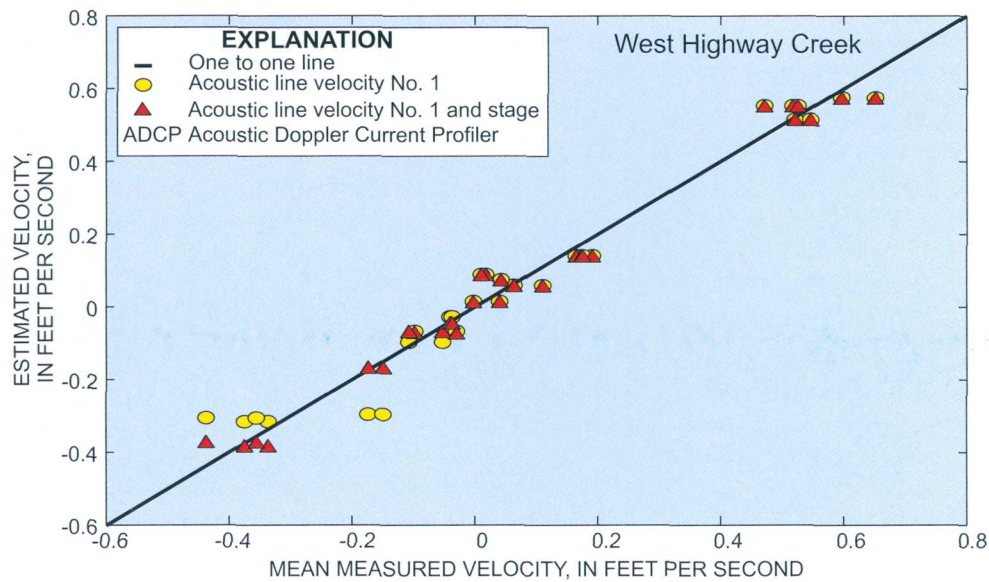 EXPLANATION
One to one line
Acoustic line velocity No. 1
Acoustic line velocity No. 1 and stage
ADCP Acoustic Doppler Current Profiler
West Highway Creek
ESTIMATED VELOCITY,
IN FEET PER SECOND
0.8
0.6
0.4
0.2
0
-0.2
-0.4
-0.6
-0.6 -0.4 -0.2 0 0.2 0.4 0.6 0.8
MEAN MEASURED VELOCITY, IN FEET PER SECOND